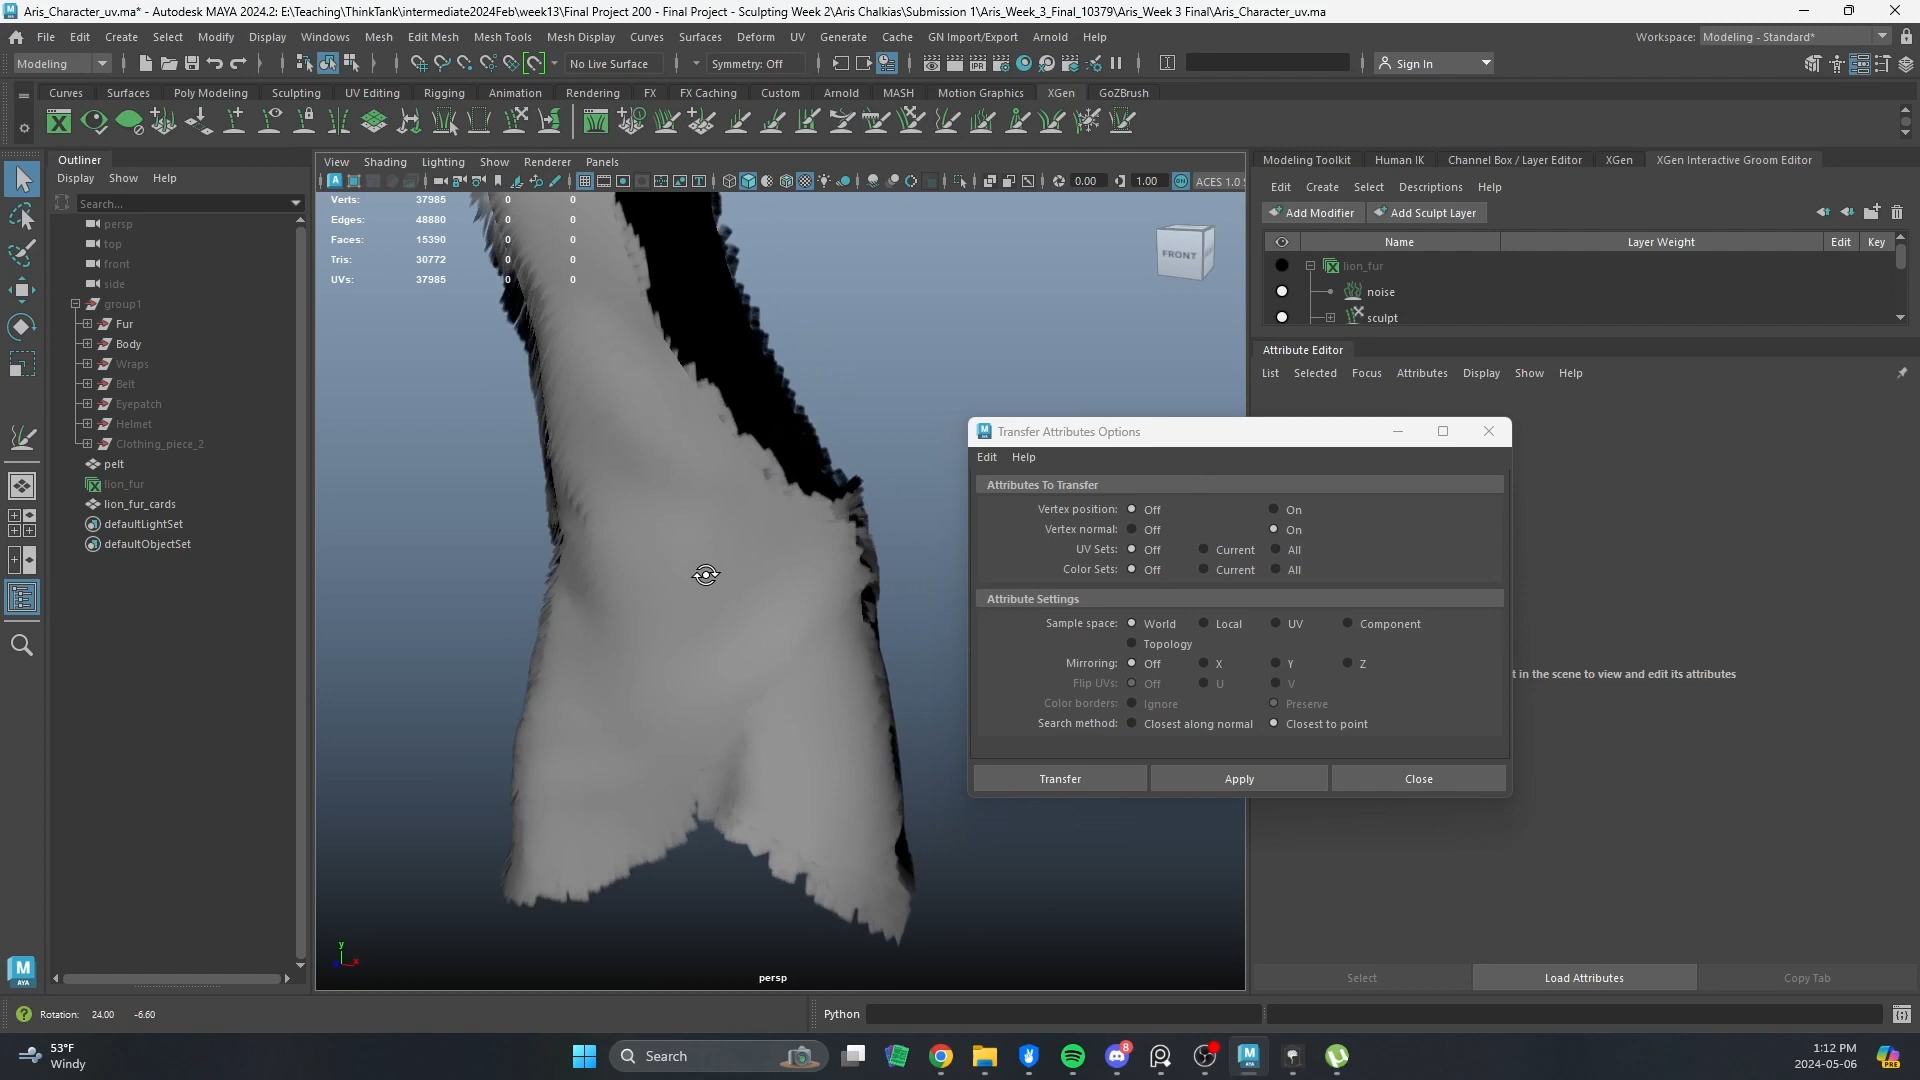 Aris_Character_uv.ma* - Autodesk MAYA 2024.2: E:\Teaching\ThinkTank\intermediate2024Feb\week13\Final Project 200 - Final Project - Sculpting Week 2\Aris Chalkias\Submission 1\Aris_Week_3_Final_10379\Aris_Week 3 Final\Aris_Character_uv.ma
File Edit Create Select Modify Display Windows Mesh Edit Mesh Mesh Tools Mesh Display Curves Surfaces Deform UV Generate Cache GN Import/Export Arnold Help Workspace: Modeling - Standard*
Modeling No Live Surface Symmetry: Off Sign In
Curves Surfaces Poly Modeling Sculpting UV Editing Rigging Animation Rendering FX FX Caching Custom Arnold MASH Motion Graphics XGen GoZBrush
Outliner
Display Show Help
Search...
persp
top
front
side
group1
Fur
Body
Wraps
Belt
Eyepatch
Helmet
Clothing_piece_2
pelt
lion_fur
lion_fur_cards
defaultLightSet
defaultObjectSet
View Shading Lighting Show Renderer Panels
0.00 1.00 ACES 1.0
Verts: 37985 0 0
Edges: 48880 0 0
Faces: 15390 0 0
Tris: 30772 0 0
UVs: 37985 0 0
FRONT
y
x
persp
Modeling Toolkit Human IK Channel Box / Layer Editor XGen XGen Interactive Groom Editor
Edit Create Select Descriptions Help
Add Modifier Add Sculpt Layer
Name Layer Weight Edit Key
lion_fur
noise
sculpt
Attribute Editor
List Selected Focus Attributes Display Show Help
Transfer Attributes Options
Edit Help
Attributes To Transfer
Vertex position: Off On
Vertex normal: Off On
UV Sets: Off Current All
Color Sets: Off Current All
Attribute Settings
Sample space: World Local UV Component
Topology
Mirroring: Off X Y Z
Flip UVs: Off U V
Color borders: Ignore Preserve
Search method: Closest along normal Closest to point
Transfer Apply Close
t in the scene to view and edit its attributes
Select Load Attributes Copy Tab
Rotation: 24.00 -6.60
Python
53°F
Windy
Search
8
1:12 PM
2024-05-06